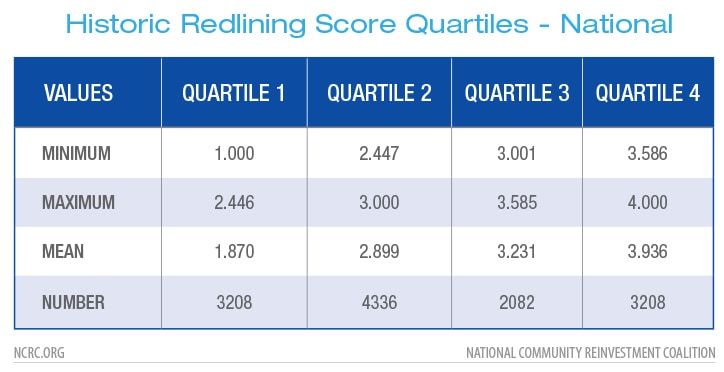 Historic Redlining Score Quartiles - National
VALUES QUARTILE 1 QUARTILE 2 QUARTILE 3 QUARTILE 4
MINIMUM 1.000 2.447 3.001 3.586
MAXIMUM 2.446 3.000 3.585 4.000
MEAN 1.870 2.899 3.231 3.936
NUMBER 3208 4336 2082 3208
NCRC.ORG NATIONAL COMMUNITY REINVESTMENT COALITION